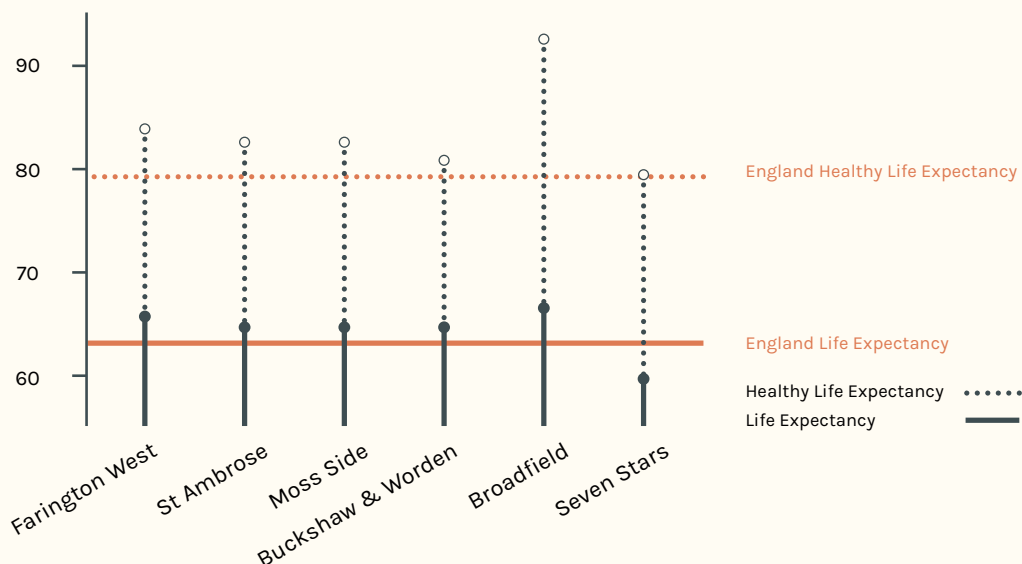 90
80
70
60
England Healthy Life Expectancy
England Life Expectancy
Healthy Life Expectancy
Life Expectancy
Farington West
St Ambrose
Moss Side
Buckshaw & Worden
Broadfield
Seven Stars